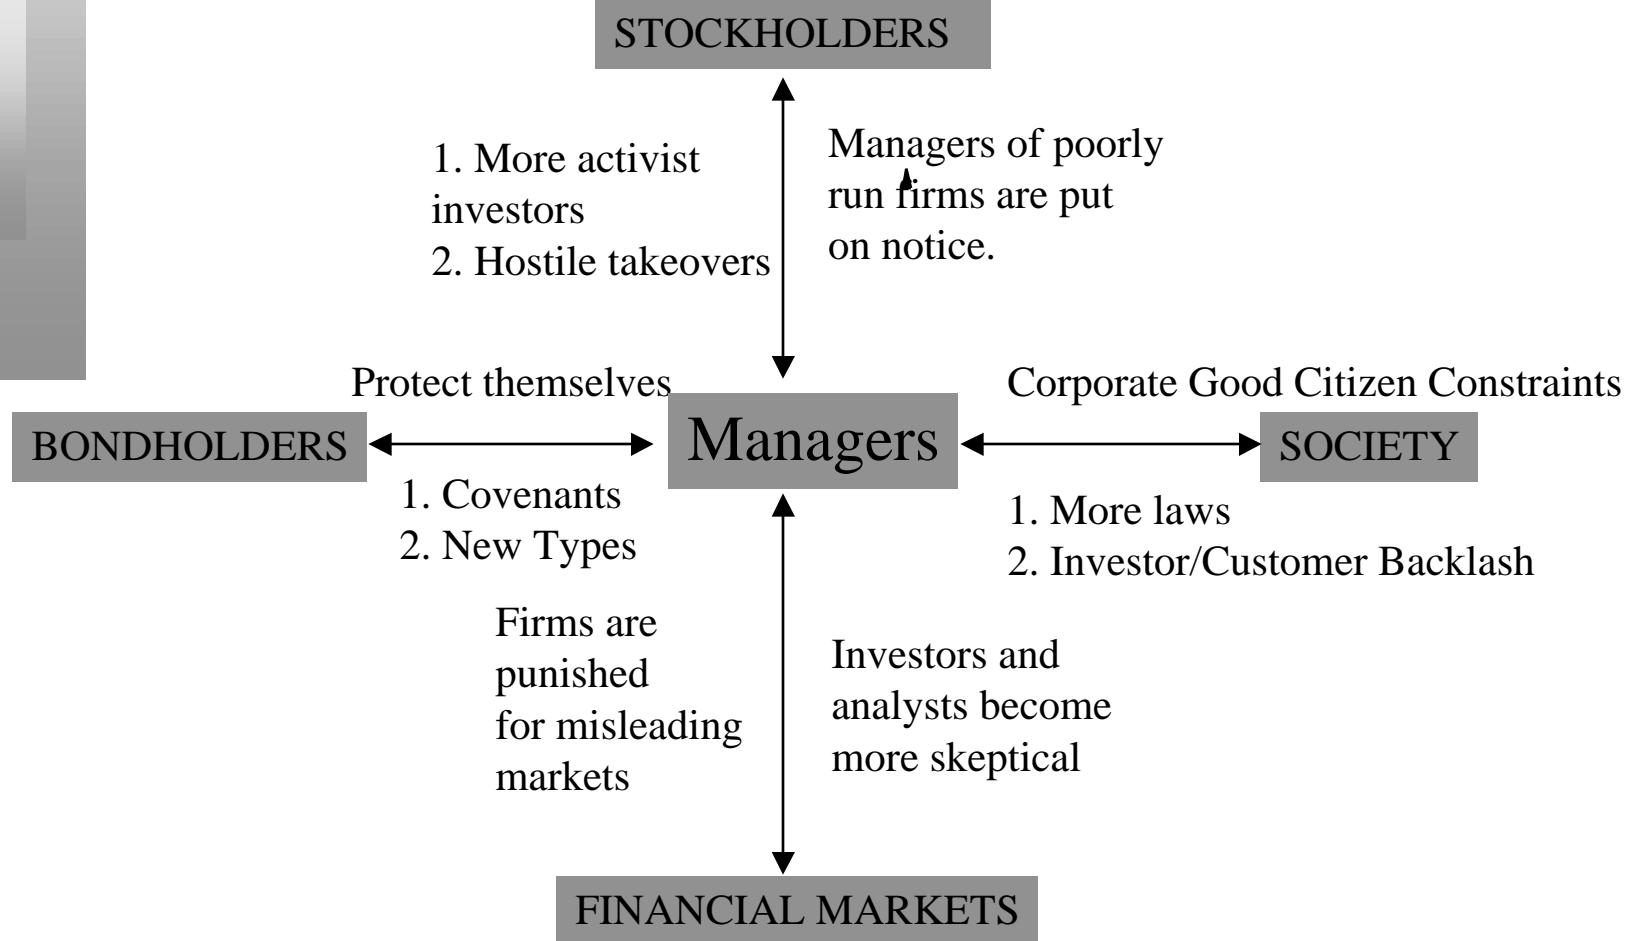 STOCKHOLDERS
1. More activist
investors
2. Hostile takeovers
Managers of poorly
run firms are put
on notice.
Protect themselves
Corporate Good Citizen Constraints
BONDHOLDERS
Managers
SOCIETY
1. Covenants
2. New Types
1. More laws
2. Investor/Customer Backlash
Firms are
punished
for misleading
markets
Investors and
analysts become
more skeptical
FINANCIAL MARKETS